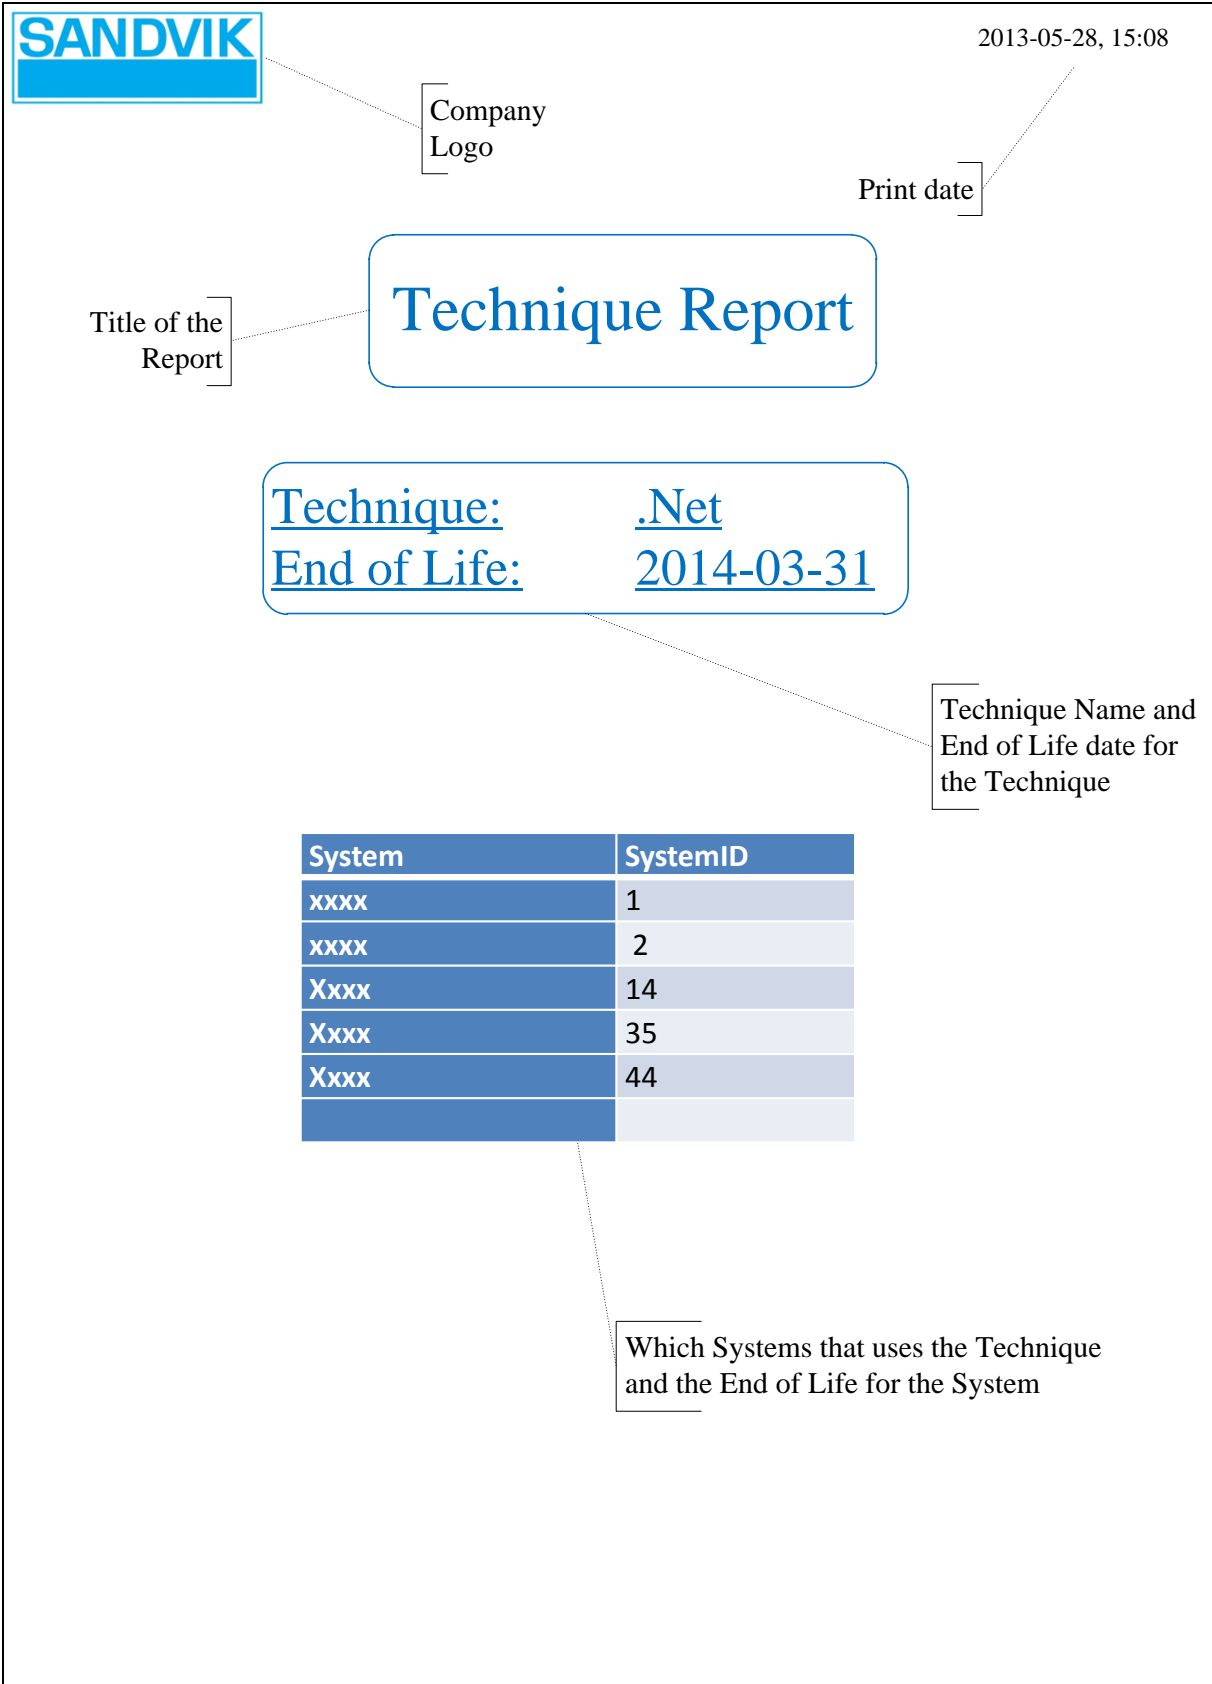 SANDVIK
2013-05-28, 15:08
Company
Logo
Print date
Technique Report
Title of the
Report
Technique: .Net
End of Life: 2014-03-31
Technique Name and
End of Life date for
the Technique
System SystemID
xxxx 1
xxxx 2
Xxxx 14
Xxxx 35
Xxxx 44
Which Systems that uses the Technique
and the End of Life for the System